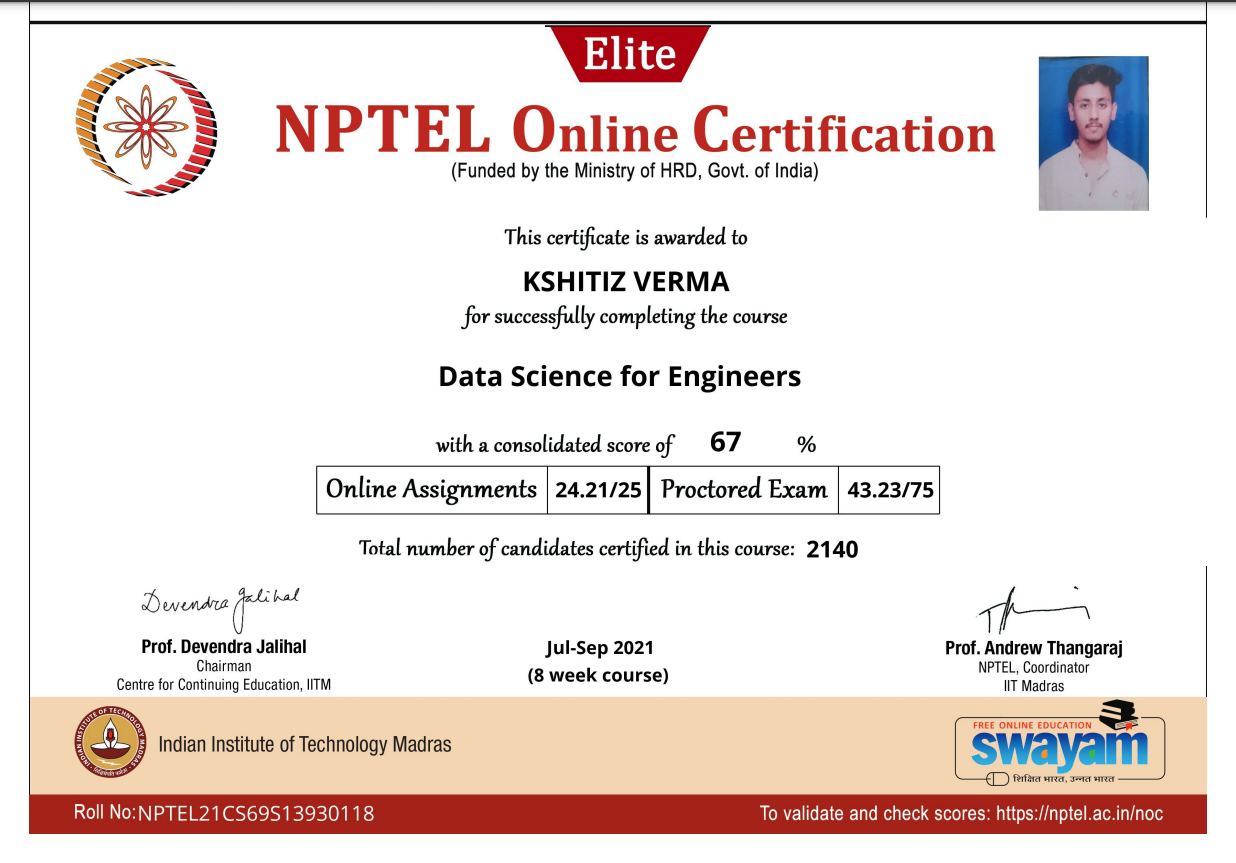 Elite
NPTEL Online Certification
(Funded by the Ministry of HRD, Govt. of India)
This certificate is awarded to
KSHITIZ VERMA
for successfully completing the course
Data Science for Engineers
with a consolidated score of 67 %
Online Assignments 24.21/25 Proctored Exam 43.23/75
Total number of candidates certified in this course: 2140
Devendra Jalihal
Prof. Devendra Jalihal
Chairman
Centre for Continuing Education, IITM
Jul-Sep 2021
(8 week course)
Prof. Andrew Thangaraj
NPTEL, Coordinator
IIT Madras
INDIAN INSTITUTE OF TECHNOLOGY MADRAS
Indian Institute of Technology Madras
FREE ONLINE EDUCATION
swayam
शिक्षित भारत, उन्नत भारत
Roll No:NPTEL21CS69S13930118
To validate and check scores: https://nptel.ac.in/noc